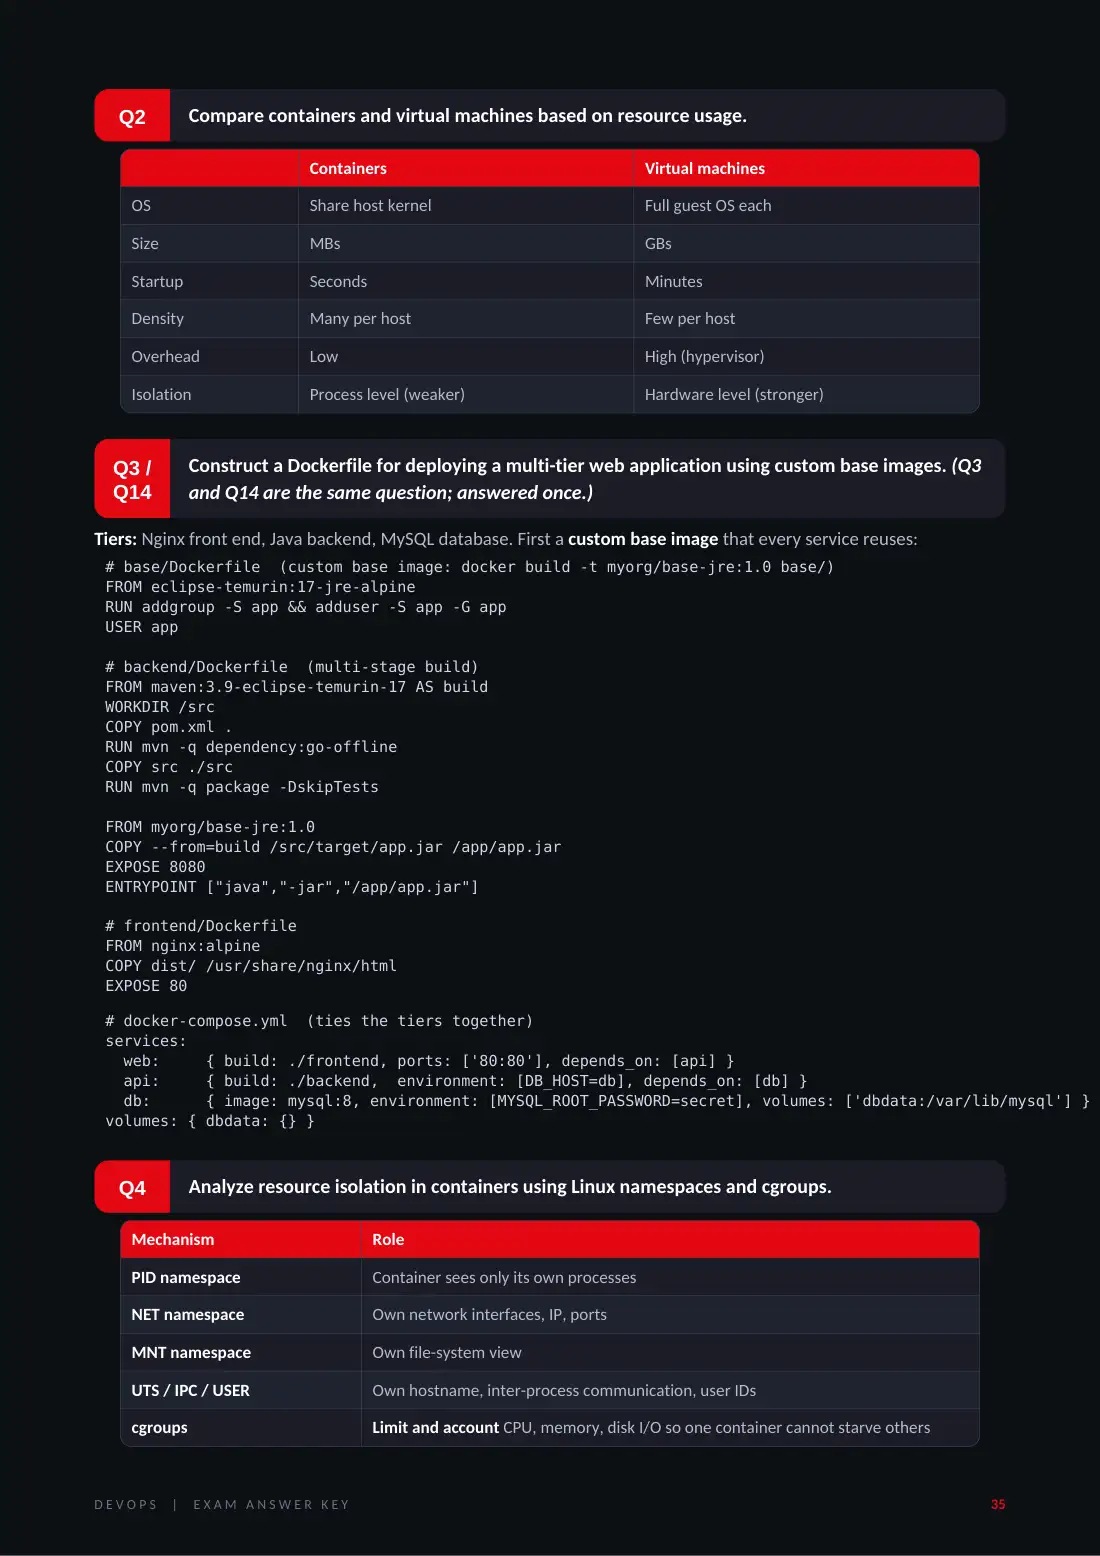 Q2 Compare containers and virtual machines based on resource usage.
Containers Virtual machines
OS Share host kernel Full guest OS each
Size MBs GBs
Startup Seconds Minutes
Density Many per host Few per host
Overhead Low High (hypervisor)
Isolation Process level (weaker) Hardware level (stronger)
Q3 / Q14 Construct a Dockerfile for deploying a multi-tier web application using custom base images. (Q3
and Q14 are the same question; answered once.)
Tiers: Nginx front end, Java backend, MySQL database. First a custom base image that every service reuses:
# base/Dockerfile  (custom base image: docker build -t myorg/base-jre:1.0 base/)
FROM eclipse-temurin:17-jre-alpine
RUN addgroup -S app && adduser -S app -G app
USER app

# backend/Dockerfile  (multi-stage build)
FROM maven:3.9-eclipse-temurin-17 AS build
WORKDIR /src
COPY pom.xml .
RUN mvn -q dependency:go-offline
COPY src ./src
RUN mvn -q package -DskipTests

FROM myorg/base-jre:1.0
COPY --from=build /src/target/app.jar /app/app.jar
EXPOSE 8080
ENTRYPOINT ["java","-jar","/app/app.jar"]

# frontend/Dockerfile
FROM nginx:alpine
COPY dist/ /usr/share/nginx/html
EXPOSE 80

# docker-compose.yml  (ties the tiers together)
services:
  web:     { build: ./frontend, ports: ['80:80'], depends_on: [api] }
  api:     { build: ./backend,  environment: [DB_HOST=db], depends_on: [db] }
  db:      { image: mysql:8, environment: [MYSQL_ROOT_PASSWORD=secret], volumes: ['dbdata:/var/lib/mysql'] }
volumes: { dbdata: {} }
Q4 Analyze resource isolation in containers using Linux namespaces and cgroups.
Mechanism Role
PID namespace Container sees only its own processes
NET namespace Own network interfaces, IP, ports
MNT namespace Own file-system view
UTS / IPC / USER Own hostname, inter-process communication, user IDs
cgroups Limit and account CPU, memory, disk I/O so one container cannot starve others
DEVOPS | EXAM ANSWER KEY 35